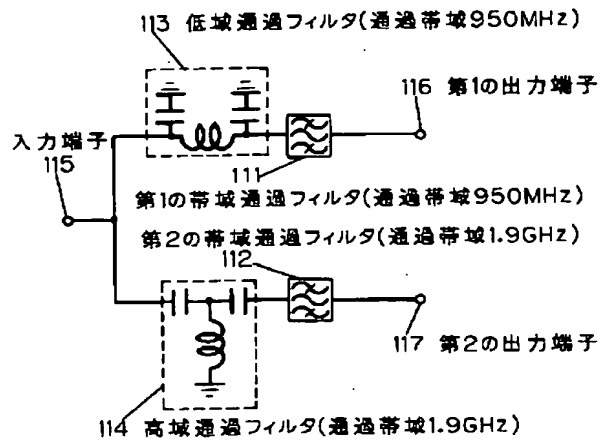 113 低域通過フィルタ(通過帯域950MHz)
116 第1の出力端子
入力端子
115
111
第1の帯域通過フィルタ(通過帯域950MHz)
第2の帯域通過フィルタ(通過帯域1.9GHz)
112
117 第2の出力端子
114 高域通過フィルタ(通過帯域1.9GHz)